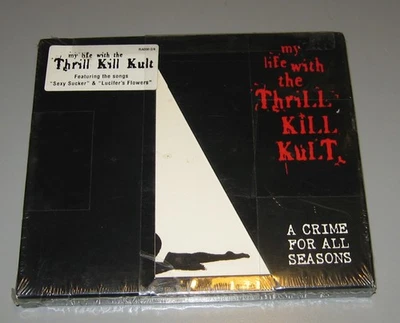 my life with the
Thrill Kill Kult
Featuring the songs
"Sexy Sucker" & "Lucifer's Flowers"
my
life with
the
ThriLL
KiLL
KuLT.
A CRIME
FOR ALL
SEASONS